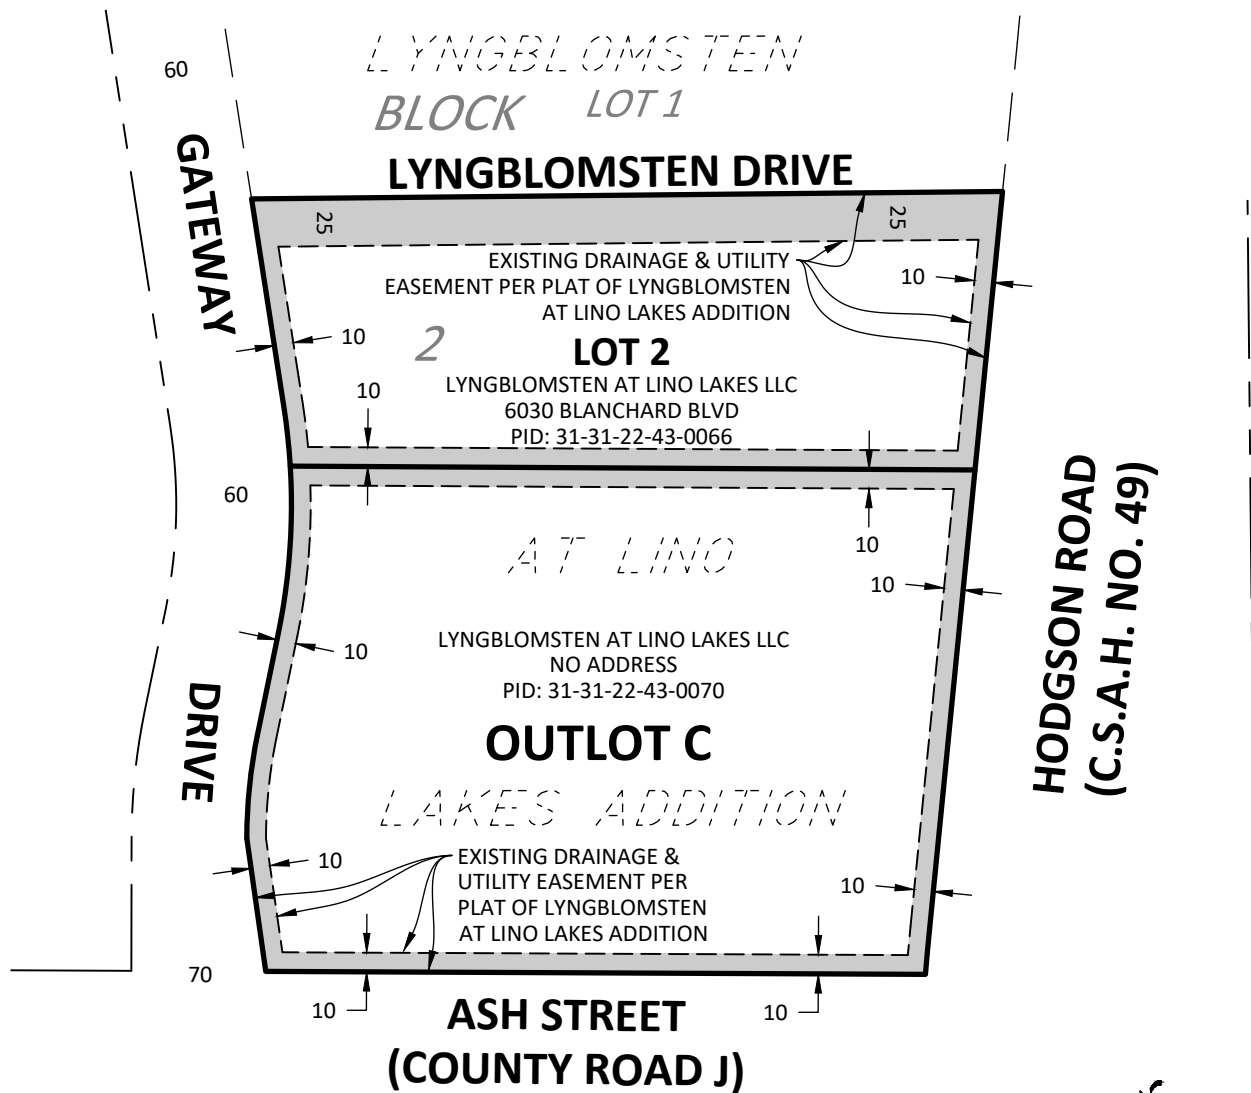 60
LYNGBLOMSTEN
BLOCK
LOT 1
GATEWAY
LYNGBLOMSTEN DRIVE
25
25
EXISTING DRAINAGE & UTILITY
EASEMENT PER PLAT OF LYNGBLOMSTEN
AT LINO LAKES ADDITION
10
10
2
LOT 2
LYNGBLOMSTEN AT LINO LAKES LLC
6030 BLANCHARD BLVD
PID: 31-31-22-43-0066
10
60
10
AT LINO
10
HODGSON ROAD
(C.S.A.H. NO. 49)
10
LYNGBLOMSTEN AT LINO LAKES LLC
NO ADDRESS
PID: 31-31-22-43-0070
DRIVE
OUTLOT C
LAKES ADDITION
10
EXISTING DRAINAGE &
UTILITY EASEMENT PER
PLAT OF LYNGBLOMSTEN
AT LINO LAKES ADDITION
10
70
10
10
ASH STREET
(COUNTY ROAD J)